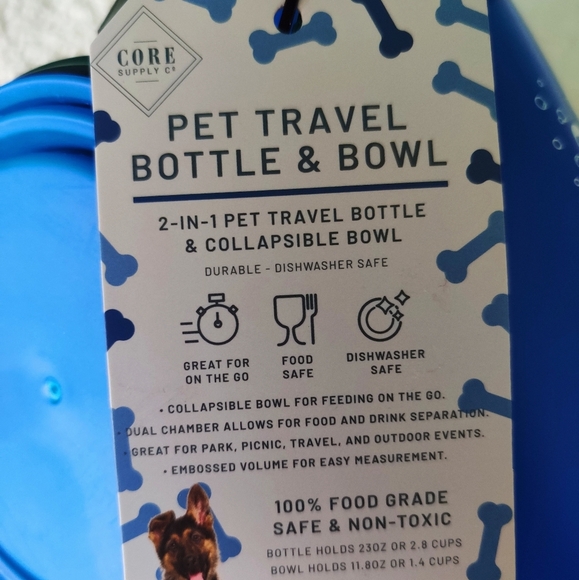 CORE
SUPPLY Cº
PET TRAVEL
BOTTLE & BOWL
2-IN-1 PET TRAVEL BOTTLE
& COLLAPSIBLE BOWL
DURABLE - DISHWASHER SAFE
GREAT FOR
ON THE GO
FOOD
SAFE
DISHWASHER
SAFE
• COLLAPSIBLE BOWL FOR FEEDING ON THE GO.
• DUAL CHAMBER ALLOWS FOR FOOD AND DRINK SEPARATION.
• GREAT FOR PARK, PICNIC, TRAVEL, AND OUTDOOR EVENTS.
• EMBOSSED VOLUME FOR EASY MEASUREMENT.
100% FOOD GRADE
SAFE & NON-TOXIC
BOTTLE HOLDS 23OZ OR 2.8 CUPS
BOWL HOLDS 11.8OZ OR 1.4 CUPS